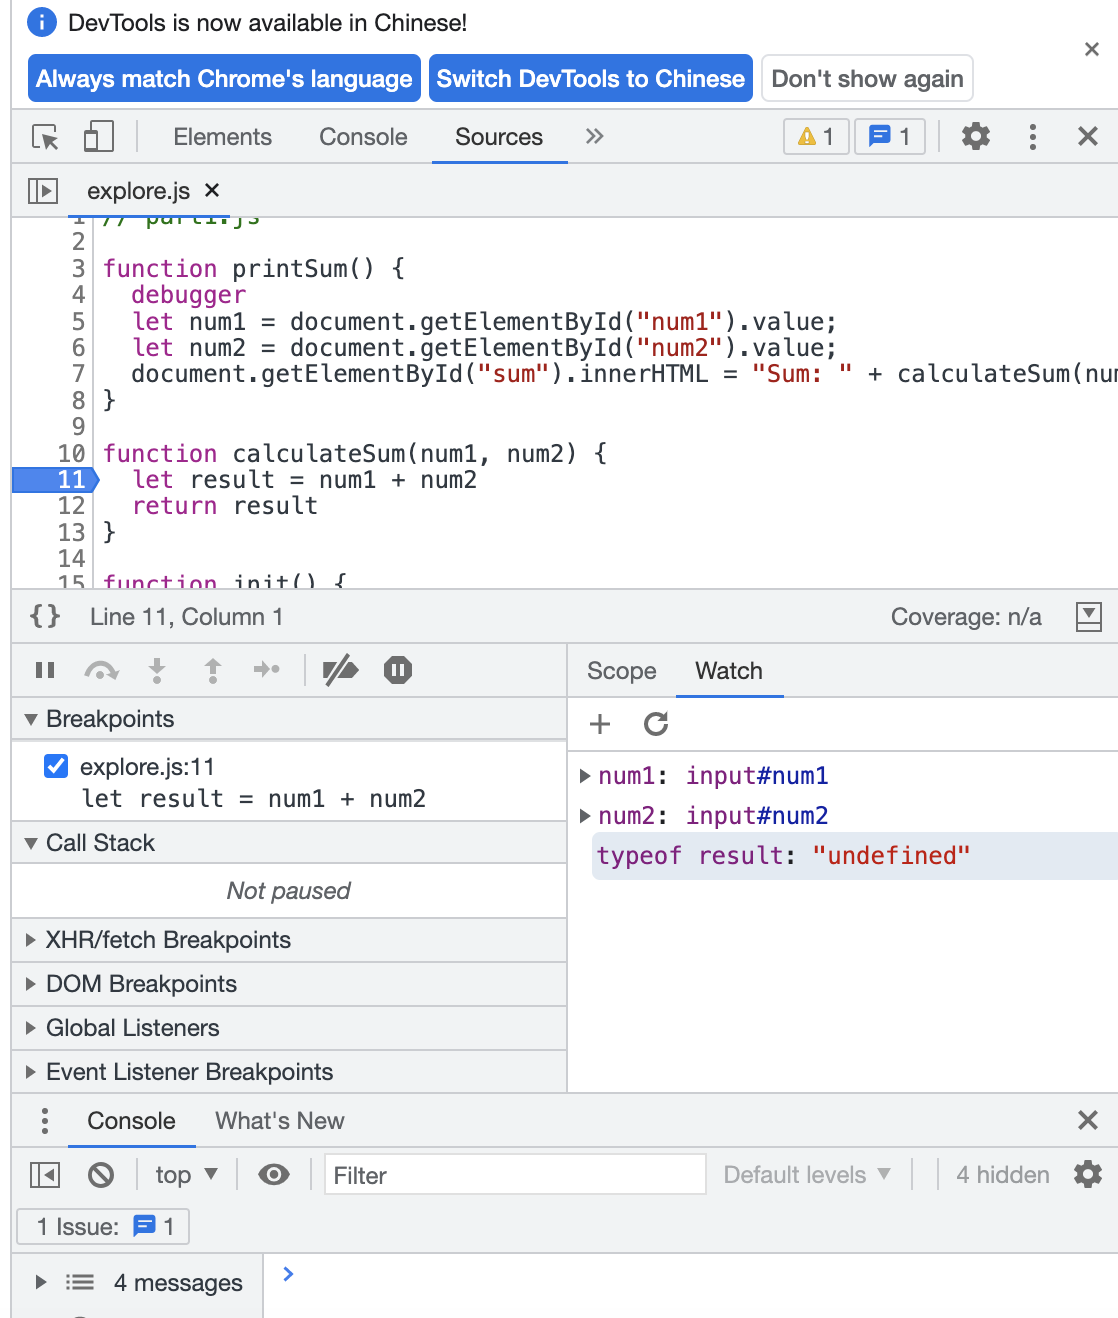 DevTools is now available in Chinese!
Always match Chrome's language Switch DevTools to Chinese Don't show again
Elements Console Sources 1 1
explore.js
1 // part1.js
2
3 function printSum() {
4 debugger
5 let num1 = document.getElementById("num1").value;
6 let num2 = document.getElementById("num2").value;
7 document.getElementById("sum").innerHTML = "Sum: " + calculateSum(num
8 }
9
10 function calculateSum(num1, num2) {
11 let result = num1 + num2
12 return result
13 }
14
15 function init() {
{} Line 11, Column 1 Coverage: n/a
Scope Watch
Breakpoints
explore.js:11
let result = num1 + num2
Call Stack
Not paused
XHR/fetch Breakpoints
DOM Breakpoints
Global Listeners
Event Listener Breakpoints
num1: input#num1
num2: input#num2
typeof result: "undefined"
Console What's New
top Filter Default levels 4 hidden
1 Issue: 1
4 messages